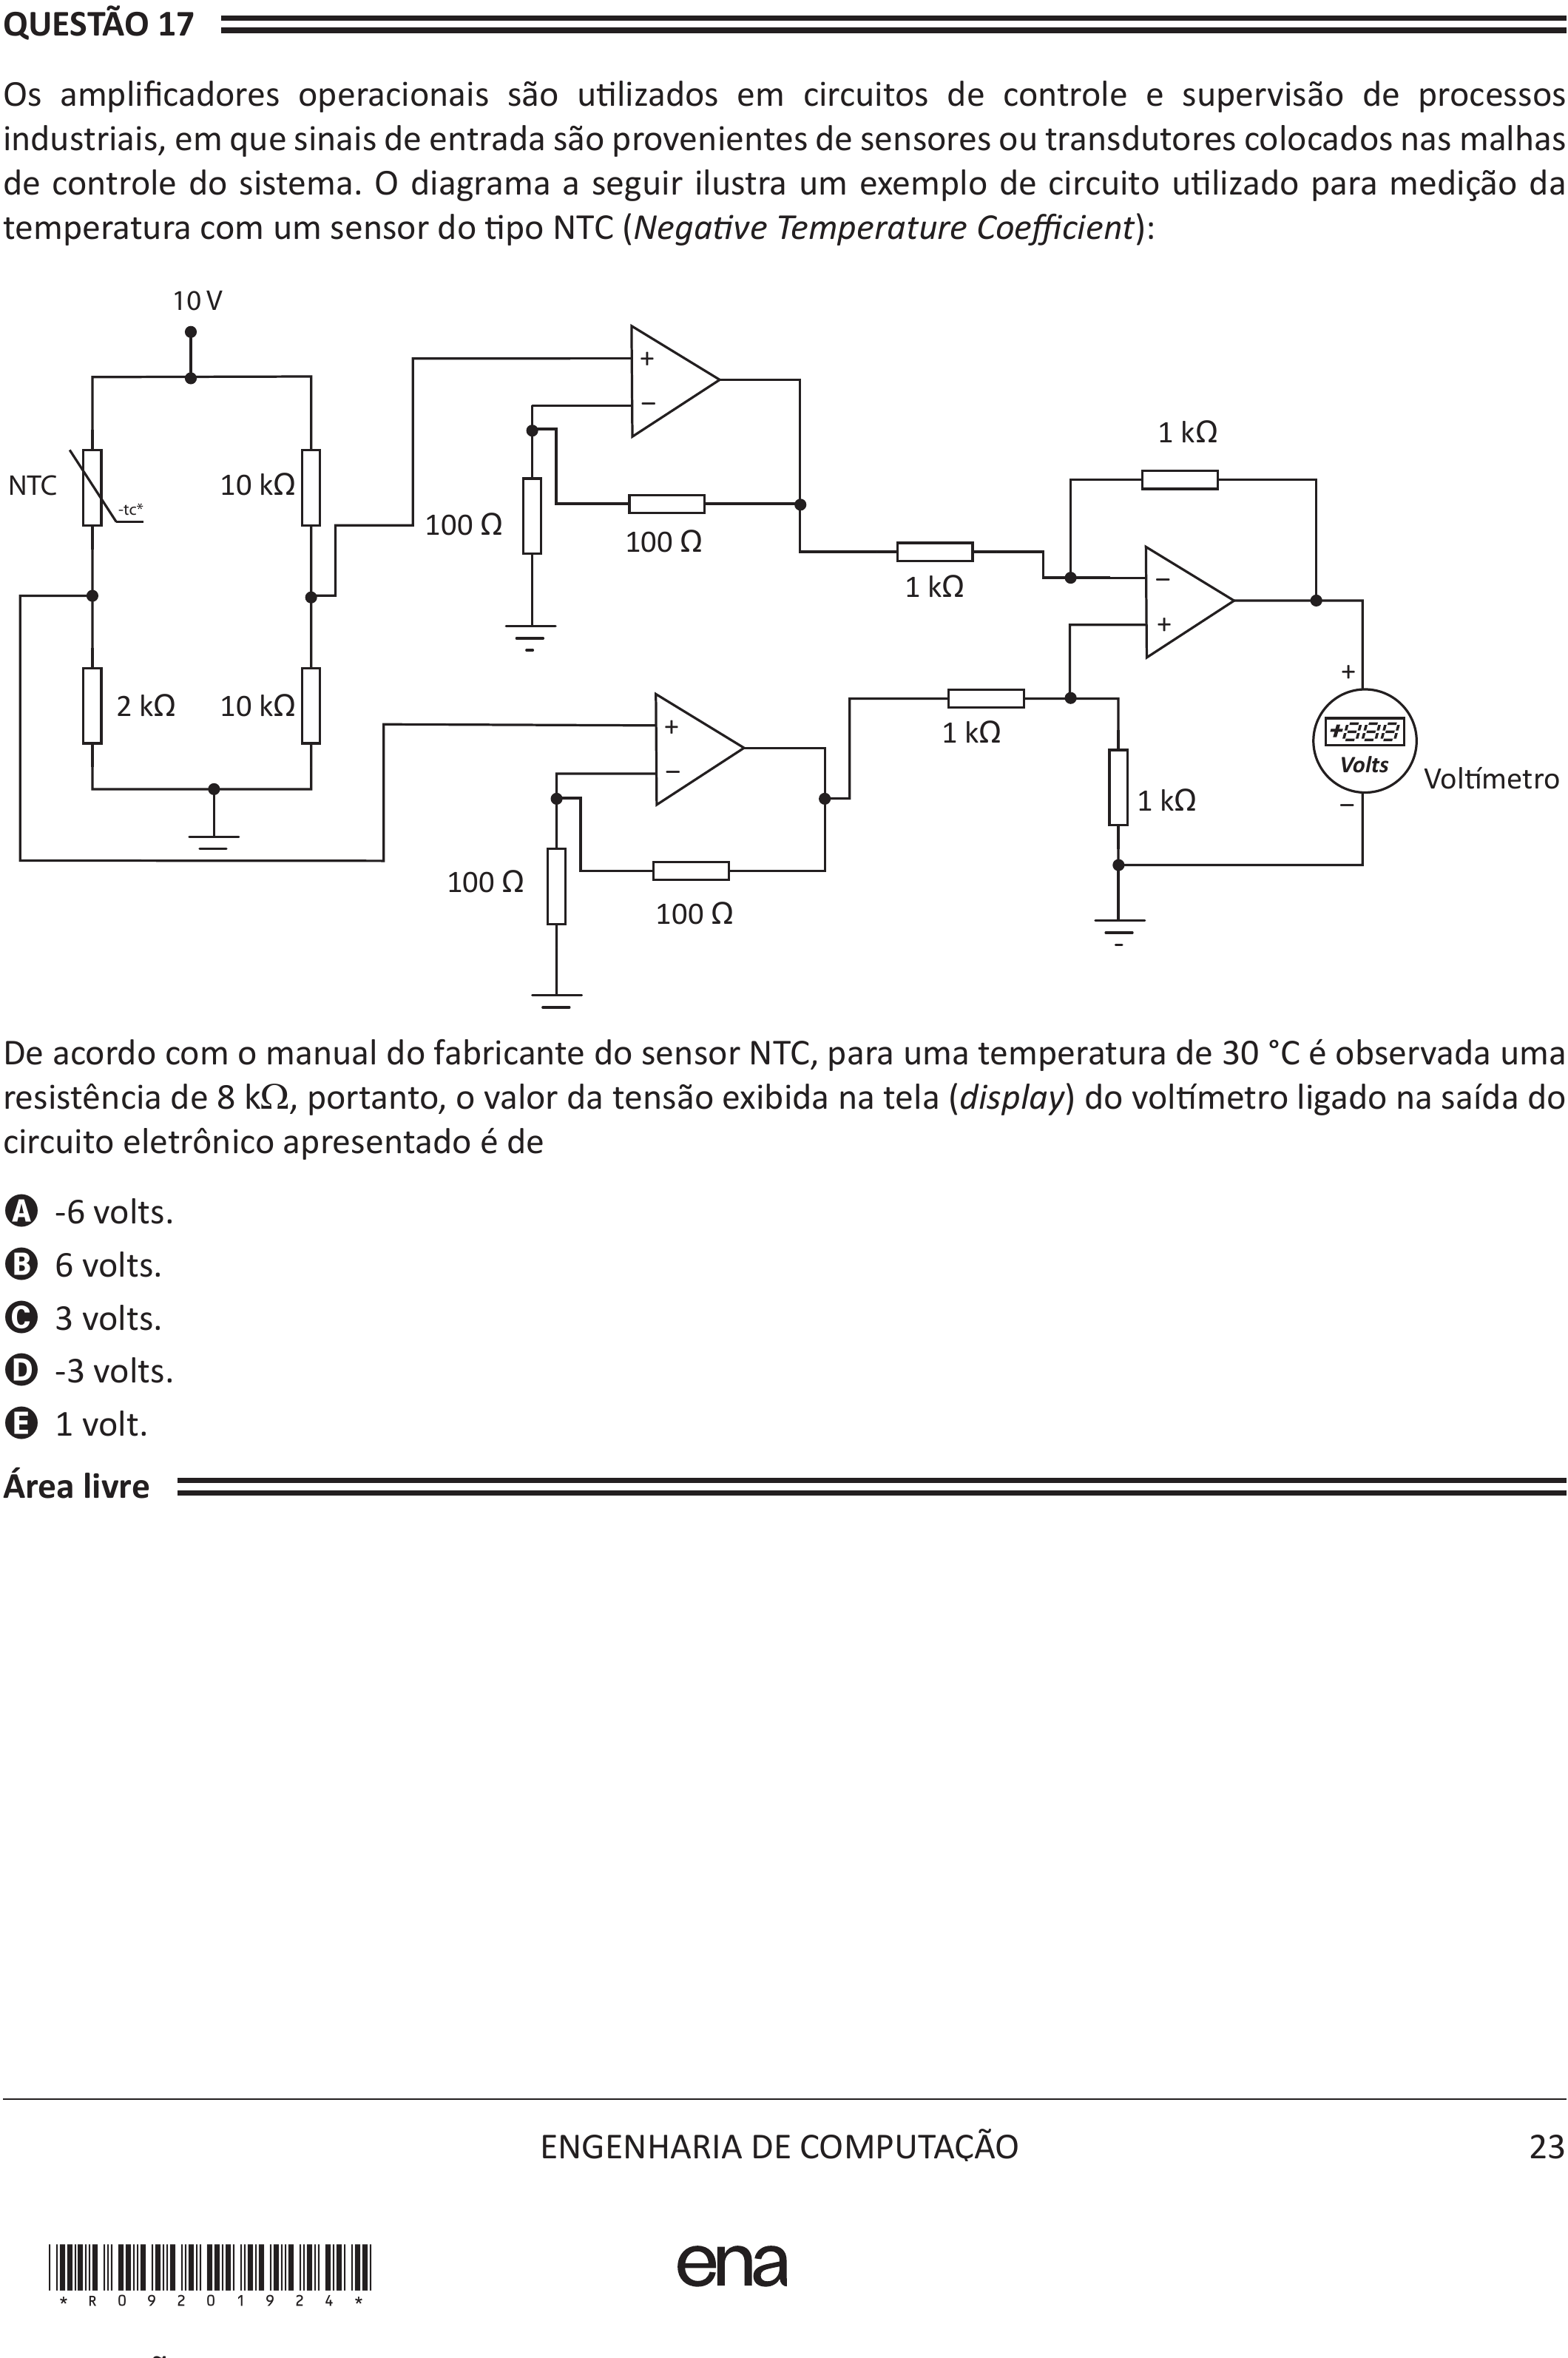 QUESTÃO 17
Os amplificadores operacionais são utilizados em circuitos de controle e supervisão de processos
industriais, em que sinais de entrada são provenientes de sensores ou transdutores colocados nas malhas
de controle do sistema. O diagrama a seguir ilustra um exemplo de circuito utilizado para medição da
temperatura com um sensor do tipo NTC (Negative Temperature Coefficient):
10 V
NTC
-tc*
10 kΩ
2 kΩ
10 kΩ
+
−
100 Ω
100 Ω
1 kΩ
1 kΩ
−
+
+
−
100 Ω
100 Ω
1 kΩ
1 kΩ
+
+888
Volts
−
Voltímetro
De acordo com o manual do fabricante do sensor NTC, para uma temperatura de 30 °C é observada uma
resistência de 8 kΩ, portanto, o valor da tensão exibida na tela (display) do voltímetro ligado na saída do
circuito eletrônico apresentado é de
A -6 volts.
B 6 volts.
C 3 volts.
D -3 volts.
E 1 volt.
Área livre
ENGENHARIA DE COMPUTAÇÃO
23
* R 0 9 2 0 1 9 2 4 *
ena